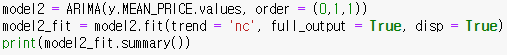 model2 = ARIMA(y.MEAN_PRICE.values, order = (0,1,1))
model2_fit = model2.fit(trend = 'nc', full_output = True, disp = True)
print(model2_fit.summary())